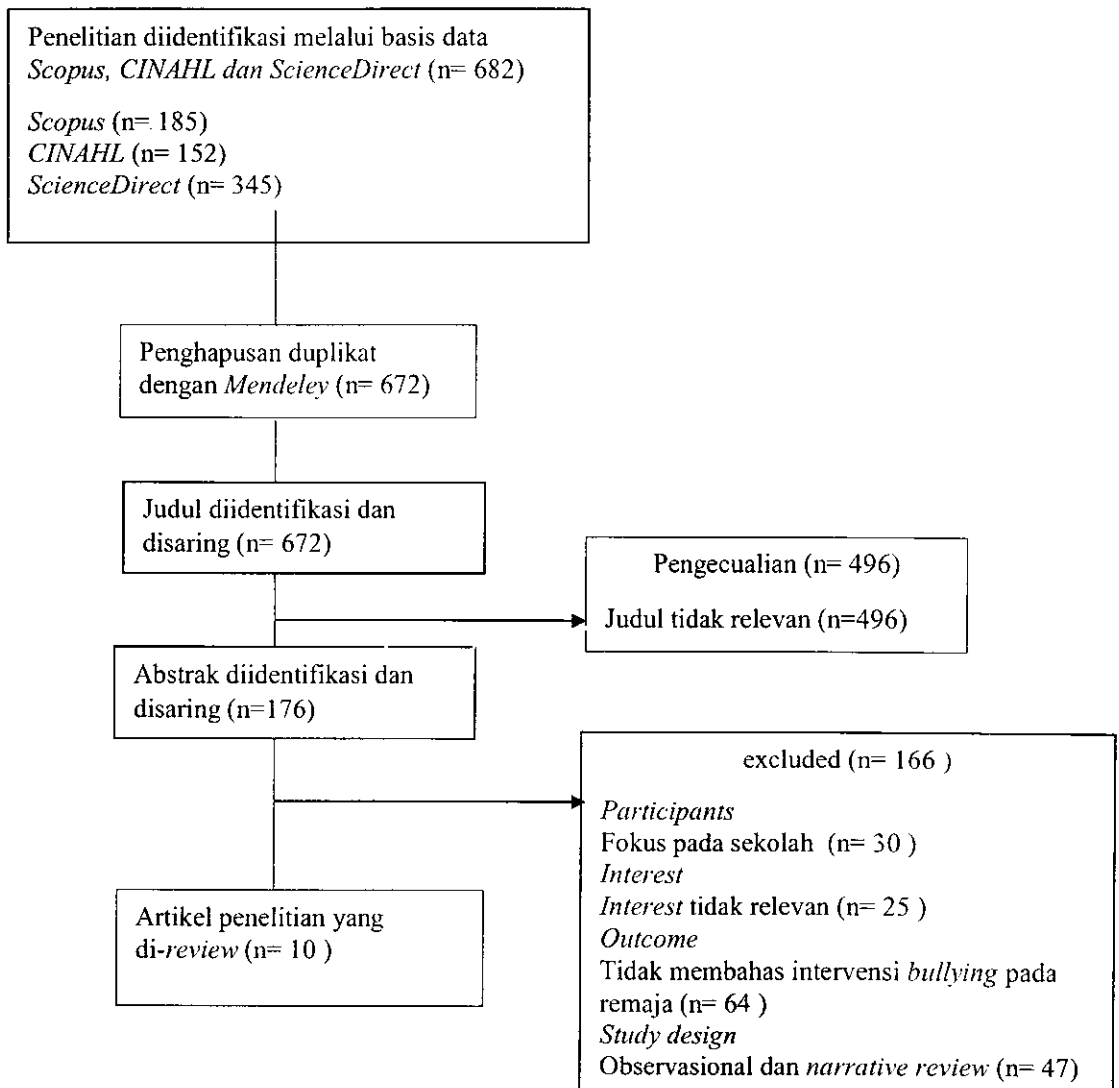 Penelitian diidentifikasi melalui basis data
Scopus, CINAHL dan ScienceDirect (n= 682)
Scopus (n= 185)
CINAHL (n= 152)
ScienceDirect (n= 345)
Penghapusan duplikat
dengan Mendeley (n= 672)
Judul diidentifikasi dan
disaring (n= 672)
Pengecualian (n= 496)
Judul tidak relevan (n=496)
Abstrak diidentifikasi dan
disaring (n=176)
excluded (n= 166 )
Participants
Fokus pada sekolah (n= 30 )
Interest
Interest tidak relevan (n= 25 )
Outcome
Tidak membahas intervensi bullying pada
remaja (n= 64 )
Study design
Observasional dan narrative review (n= 47)
Artikel penelitian yang
di-review (n= 10 )